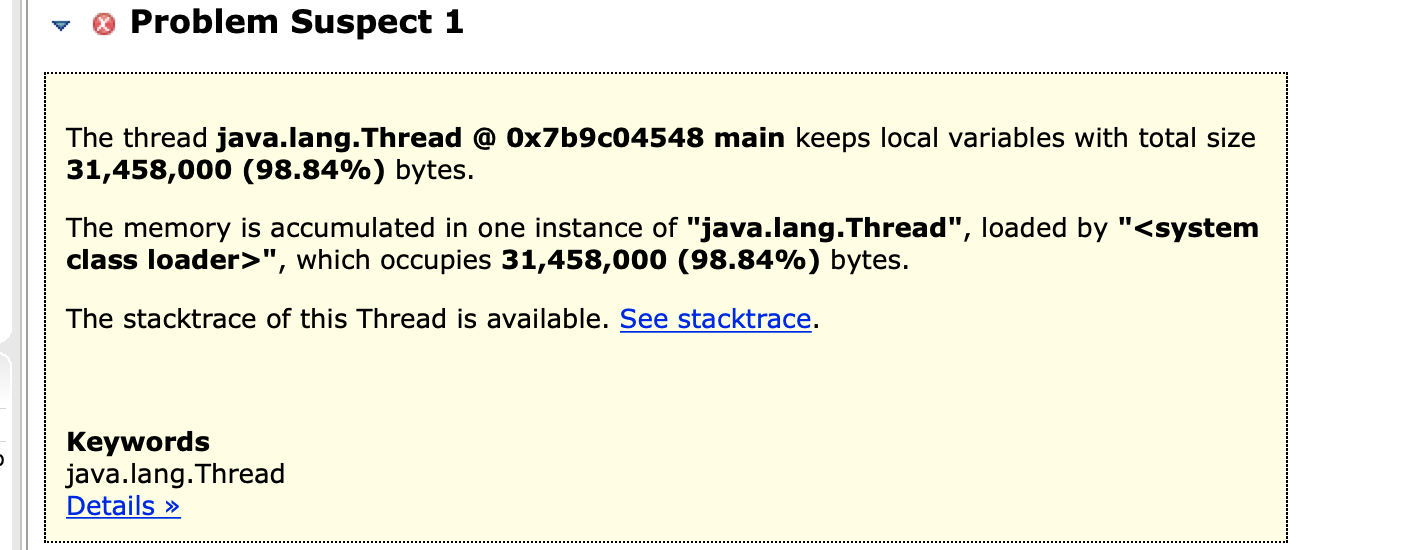 Problem Suspect 1
The thread java.lang.Thread @ 0x7b9c04548 main keeps local variables with total size
31,458,000 (98.84%) bytes.
The memory is accumulated in one instance of "java.lang.Thread", loaded by "<system
class loader>", which occupies 31,458,000 (98.84%) bytes.
The stacktrace of this Thread is available. See stacktrace.
Keywords
java.lang.Thread
Details »